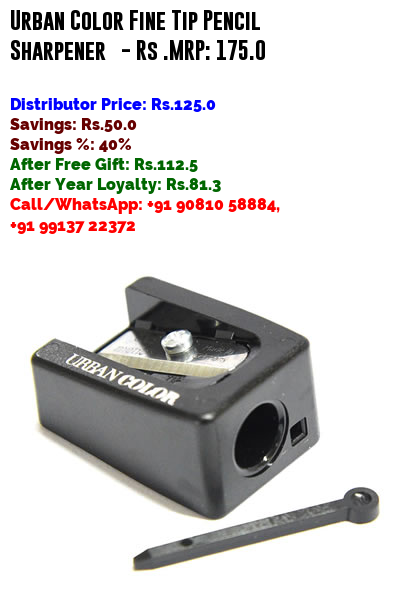 Urban Color Fine Tip Pencil
Sharpener - Rs .MRP: 175.0
Distributor Price: Rs.125.0
Savings: Rs.50.0
Savings %: 40%
After Free Gift: Rs.112.5
After Year Loyalty: Rs.81.3
Call/WhatsApp: +91 90810 58884,
+91 99137 22372
URBAN COLOR